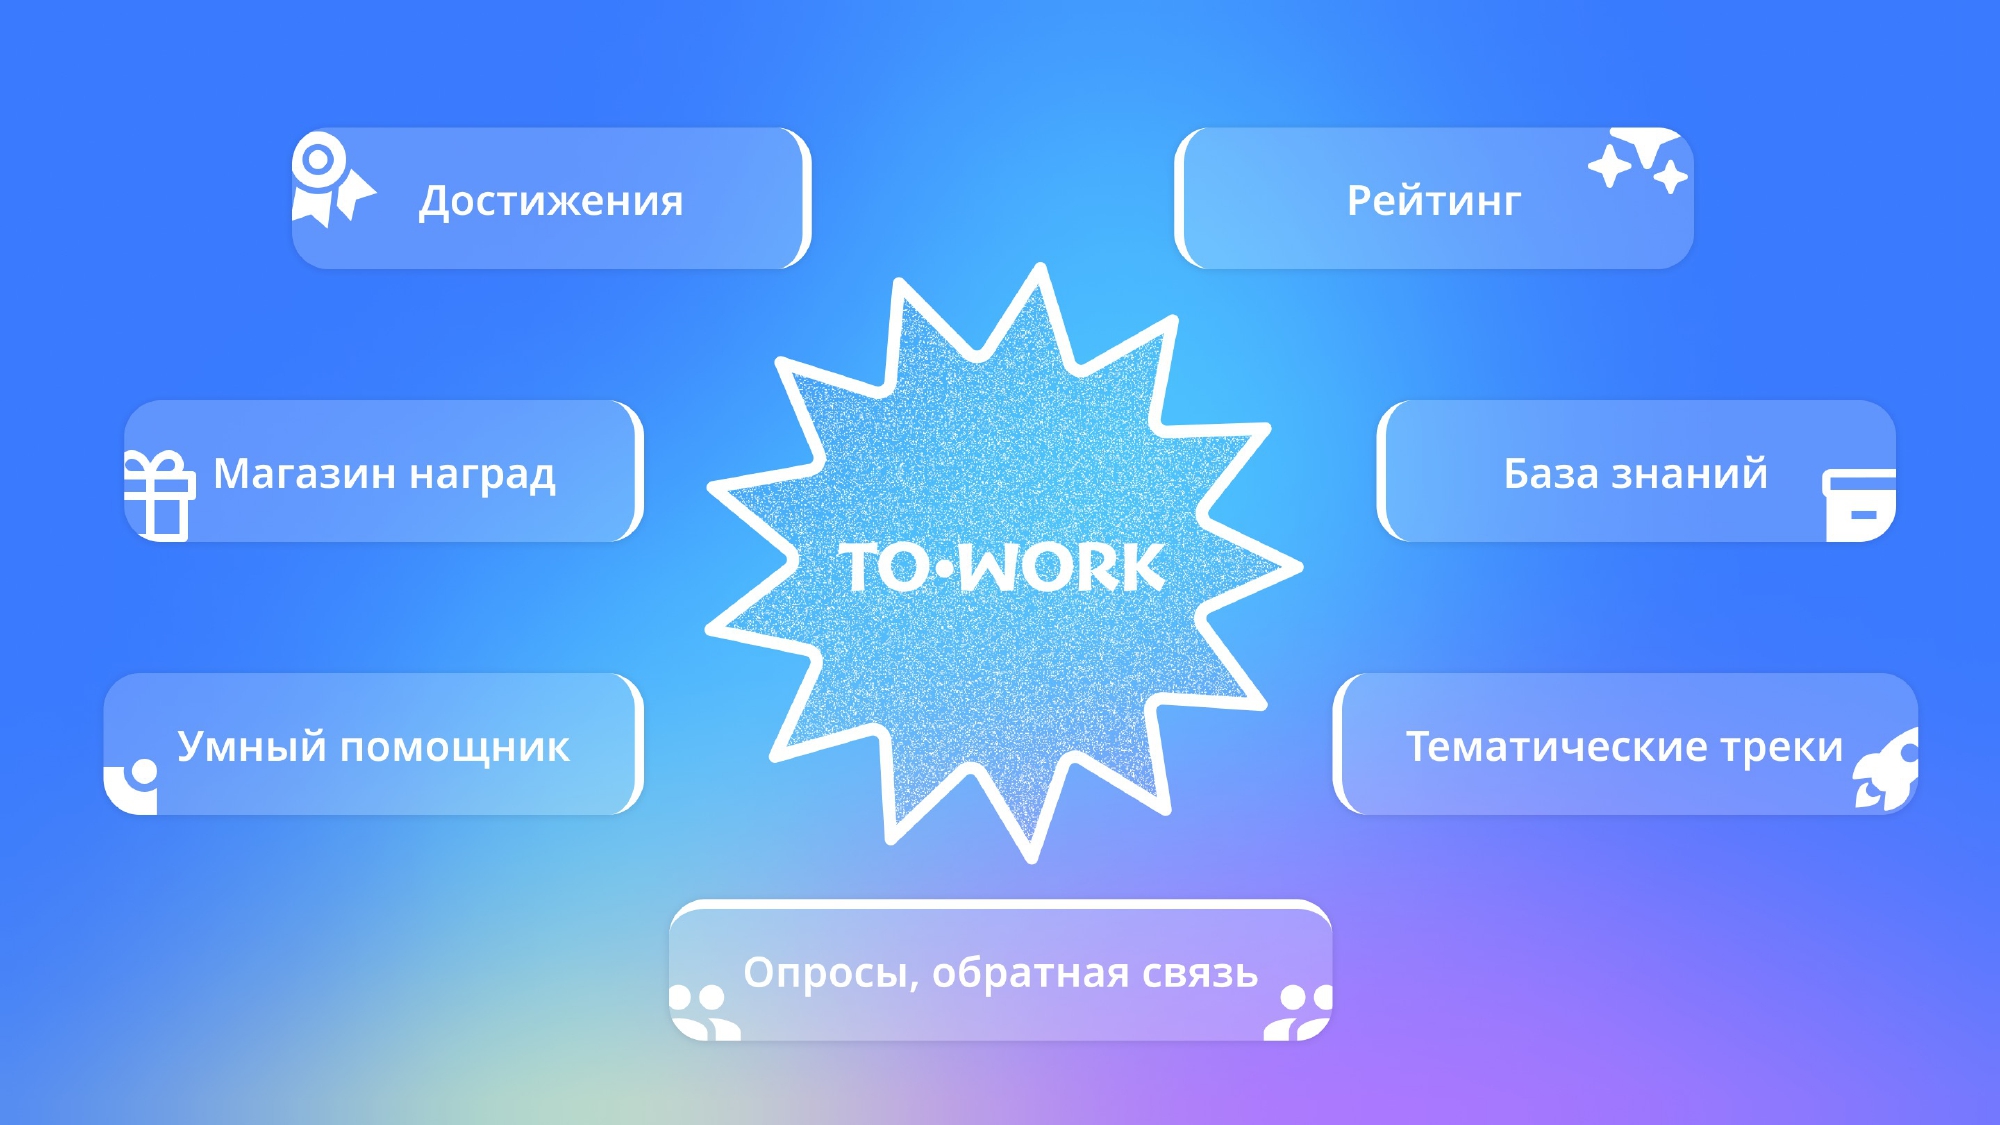 Достижения
Рейтинг
Магазин наград
База знаний
TO•WORK
Умный помощник
Тематические треки
Опросы, обратная связь